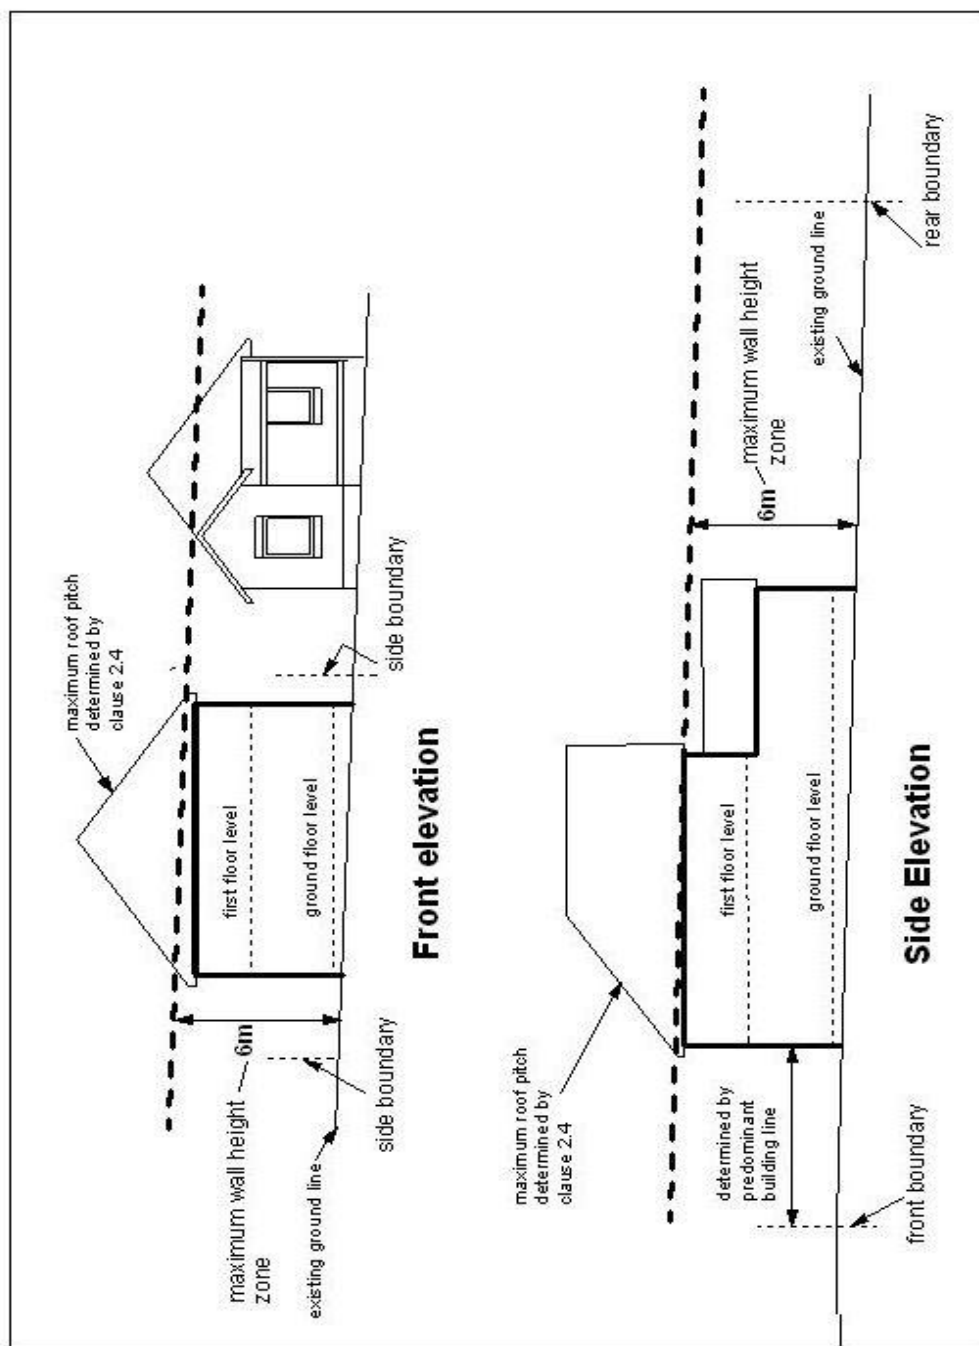 maximum roof pitch
determined by
clause 2.4
maximum wall height
zone
6m
first floor level
ground floor level
existing ground line
side boundary
side boundary
Front elevation
maximum roof pitch
determined by
clause 2.4
determined by
predominant
building line
front boundary
first floor level
ground floor level
6m
maximum wall height
zone
existing ground line
rear boundary
Side Elevation